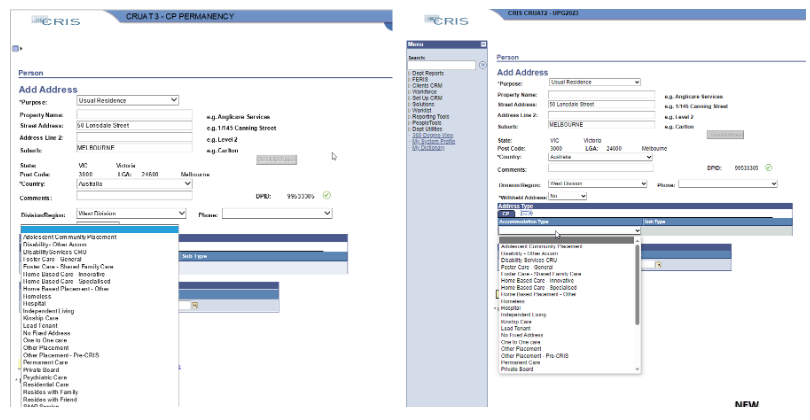 CRIS
CRUAT3 - CP PERMANENCY
Person
Add Address
*Purpose:
Usual Residence
Property Name:
e.g. Anglicare Services
Street Address:
50 Lonsdale Street
e.g. 1/145 Canning Street
Address Line 2:
e.g. Level 2
Suburb:
MELBOURNE
e.g. Carlton
State:
VIC
Victoria
Post Code:
3000
LGA:
24600
Melbourne
*Country:
Australia
Comments:
DPID:
99533305
Division/Region:
West Division
Phone:
Adolescent Community Placement
Disability - Other Accom
Disability Services CRU
Foster Care - General
Foster Care - Shared Family Care
Home Based Care - Innovative
Home Based Care - Specialised
Home Based Placement - Other
Homeless
Hospital
Independent Living
Kinship Care
Lead Tenant
No Fixed Address
One to One care
Other Placement
Other Placement - Pre-CRIS
Permanent Care
Private Board
Psychiatric Care
Residential Care
Resides with Family
Resides with Friend
SAAP Service
Sub Type
CRIS
CRIS CRUAT2 - UPG2023
Menu
Search:
Dept Reports
FERIS
Clients CRM
Workforce
Set Up CRM
Solutions
Worklist
Reporting Tools
PeopleTools
Dept Utilities
360 Degree View
My System Profile
My Dictionary
Person
Add Address
*Purpose:
Usual Residence
Property Name:
e.g. Anglicare Services
Street Address:
50 Lonsdale Street
e.g. 1/145 Canning Street
Address Line 2:
e.g. Level 2
Suburb:
MELBOURNE
e.g. Carlton
State:
VIC
Victoria
Post Code:
3000
LGA:
24600
Melbourne
*Country:
Australia
Comments:
DPID:
99533305
Division/Region:
West Division
Phone:
*Withheld Address:
No
Address Type
CP
Accommodation Type
Sub Type
Adolescent Community Placement
Disability - Other Accom
Disability Services CRU
Foster Care - General
Foster Care - Shared Family Care
Home Based Care - Innovative
Home Based Care - Specialised
Home Based Placement - Other
Homeless
Hospital
Independent Living
Kinship Care
Lead Tenant
No Fixed Address
One to One care
Other Placement
Other Placement - Pre-CRIS
Permanent Care
Private Board
NEW